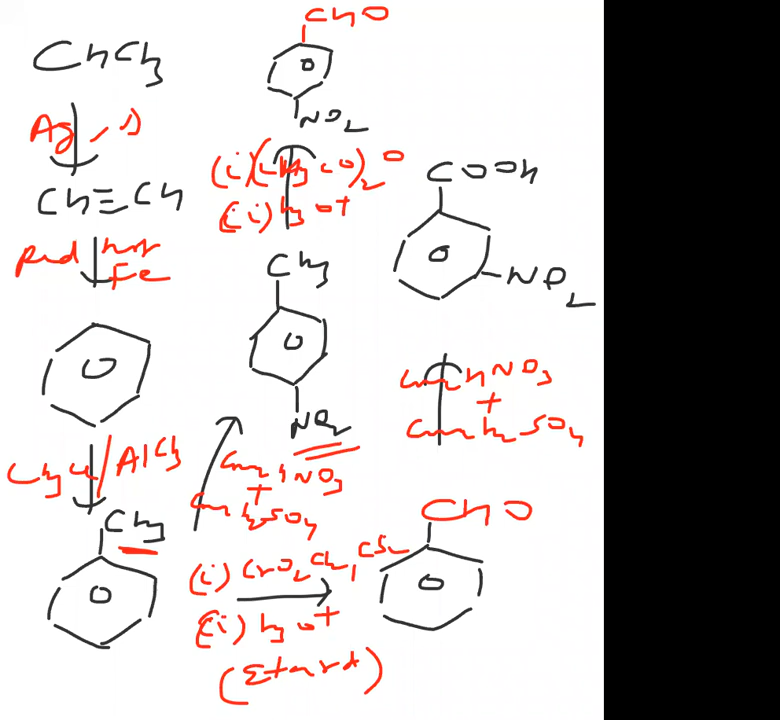 CHCl3
Ag, Δ
CH≡CH
Red hot
Fe
CH3Cl / AlCl3
CH3
CHO
NO2
(i) (CH3CO)2O
(ii) H3O+
CH3
NO2
Conc HNO3
+
Conc H2SO4
(i) CrO2Cl2, CS2
(ii) H3O+
(Etard)
COOH
NO2
Conc HNO3
+
Conc H2SO4
CHO